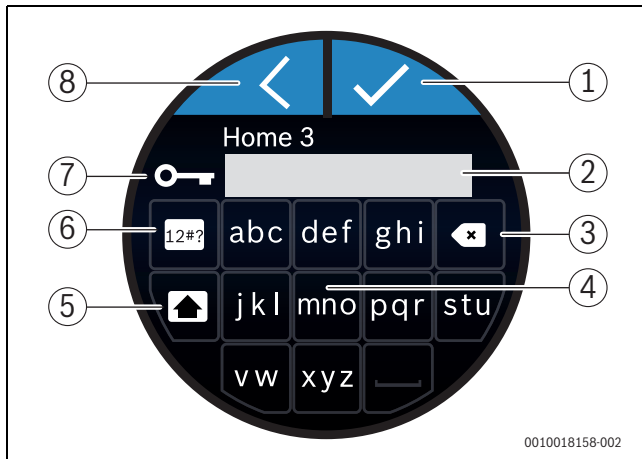 8
1
Home 3
7
2
6
12#?
abc
def
ghi
3
5
jkl
mno
pqr
stu
4
vw
xyz
0010018158-002